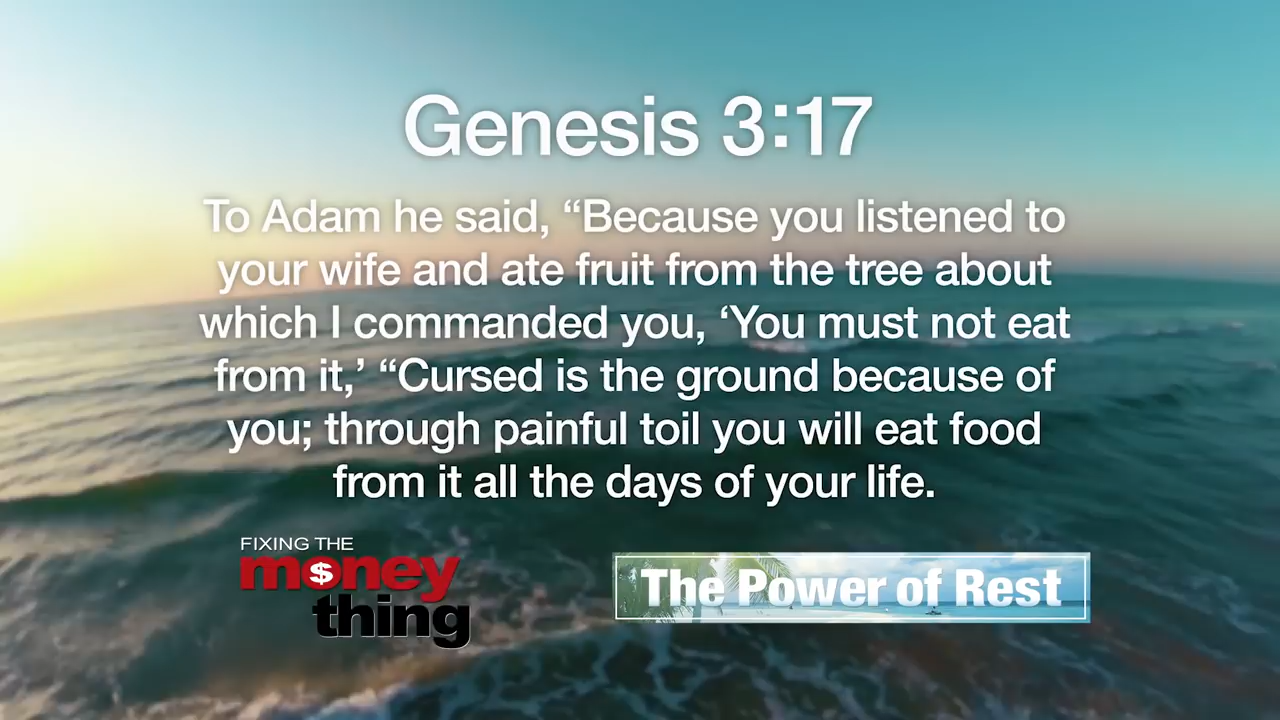 Genesis 3:17
To Adam he said, “Because you listened to
your wife and ate fruit from the tree about
which I commanded you, ‘You must not eat
from it,’ “Cursed is the ground because of
you; through painful toil you will eat food
from it all the days of your life.
FIXING THE
money
thing
The Power of Rest